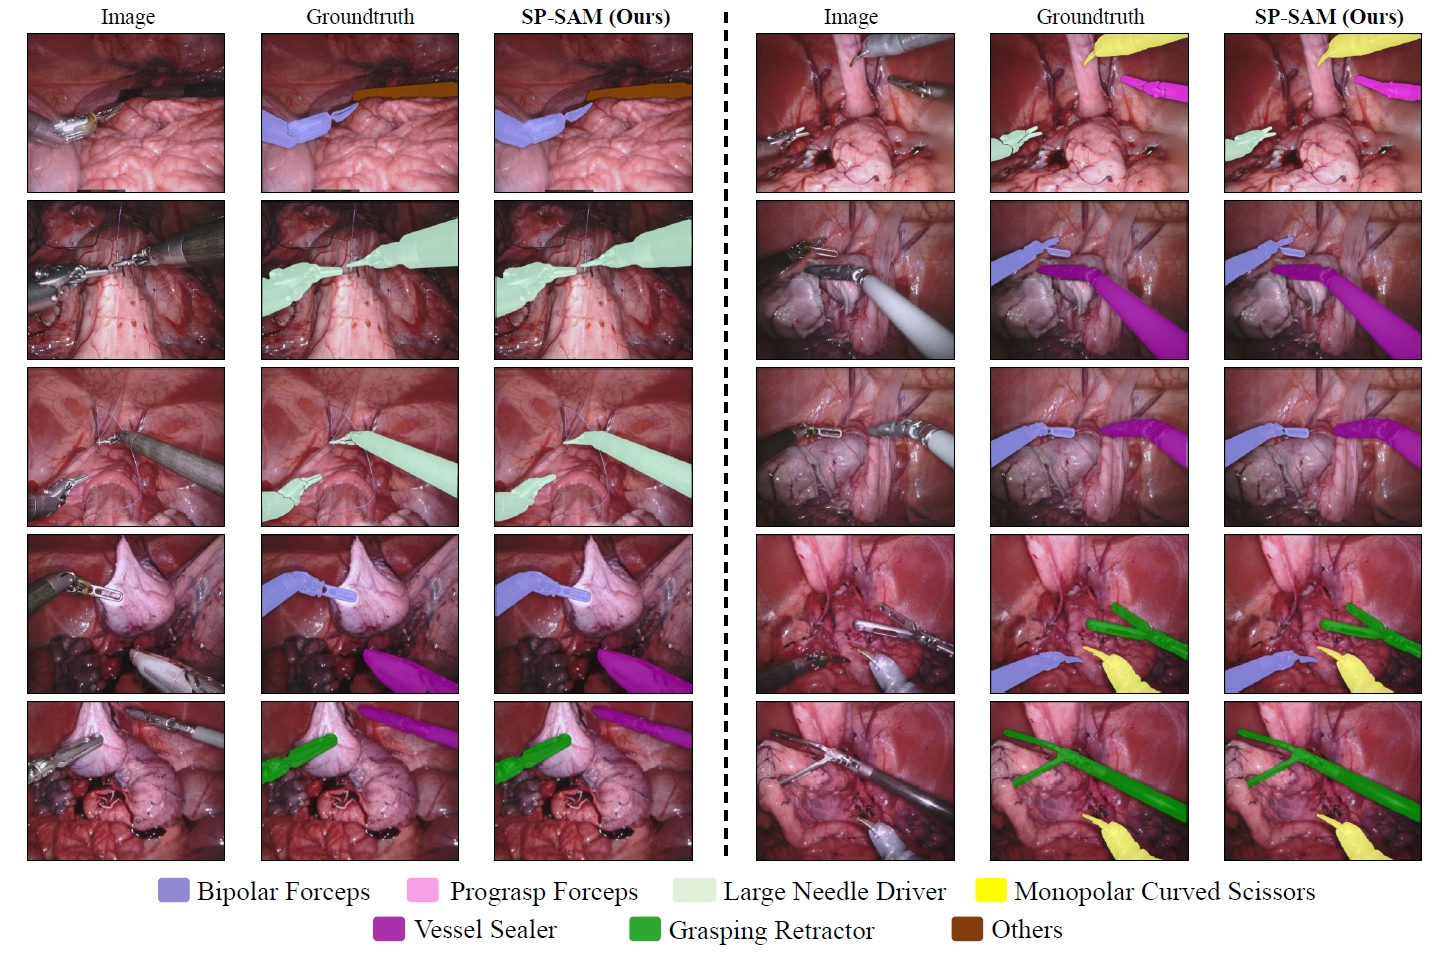 Image Groundtruth SP-SAM (Ours) Image Groundtruth SP-SAM (Ours)
Bipolar Forceps Prograsp Forceps Large Needle Driver Monopolar Curved Scissors
Vessel Sealer Grasping Retractor Others